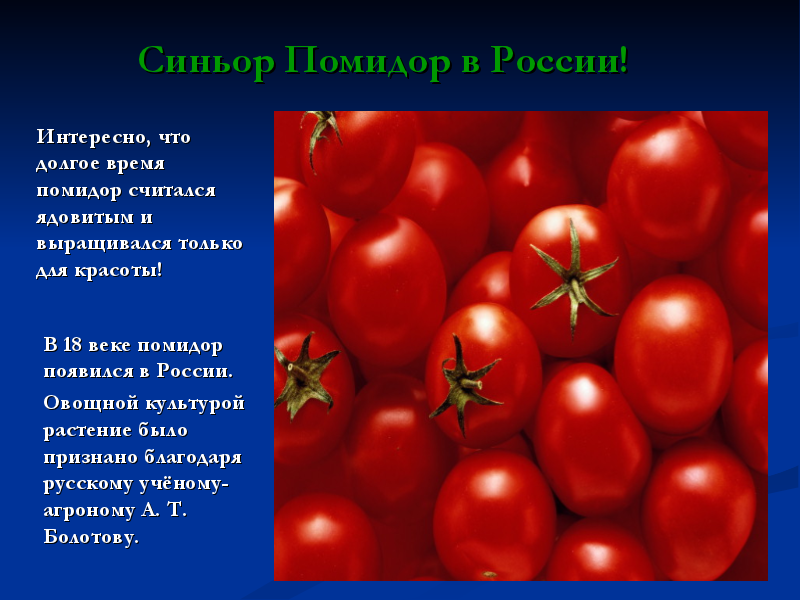 Синьор Помидор в России!
Интересно, что
долгое время
помидор считался
ядовитым и
выращивался только
для красоты!
В 18 веке помидор
появился в России.
Овощной культурой
растение было
признано благодаря
русскому учёному-
агроному А. Т.
Болотову.